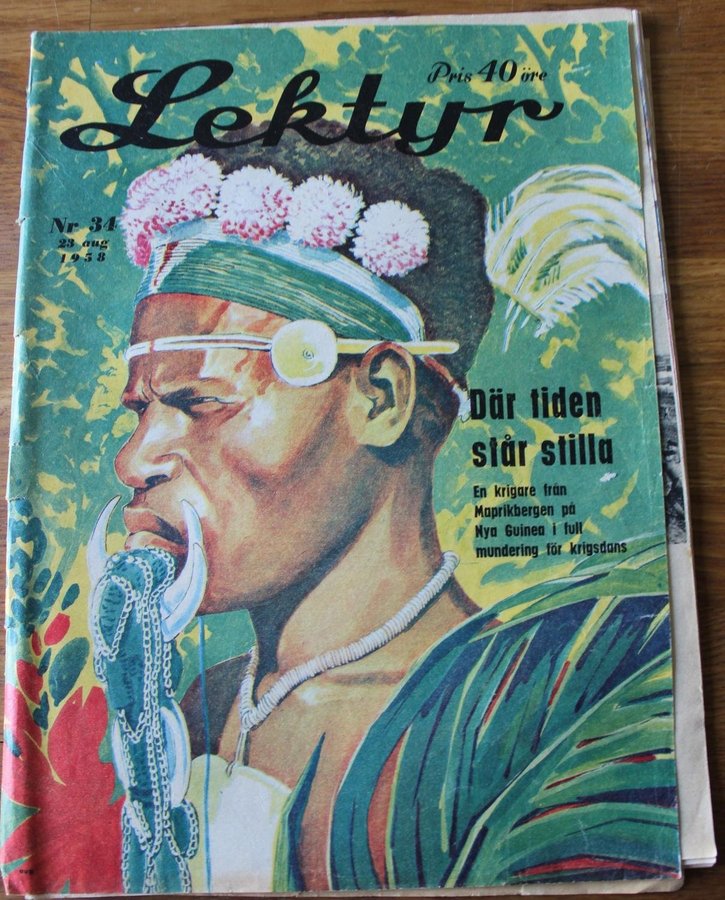 Pris 40 öre
Lektyr
Nr 34
23 aug
1958
Där tiden
står stilla
En krigare från
Maprikbergen på
Nya Guinea i full
mundering för krigsdans